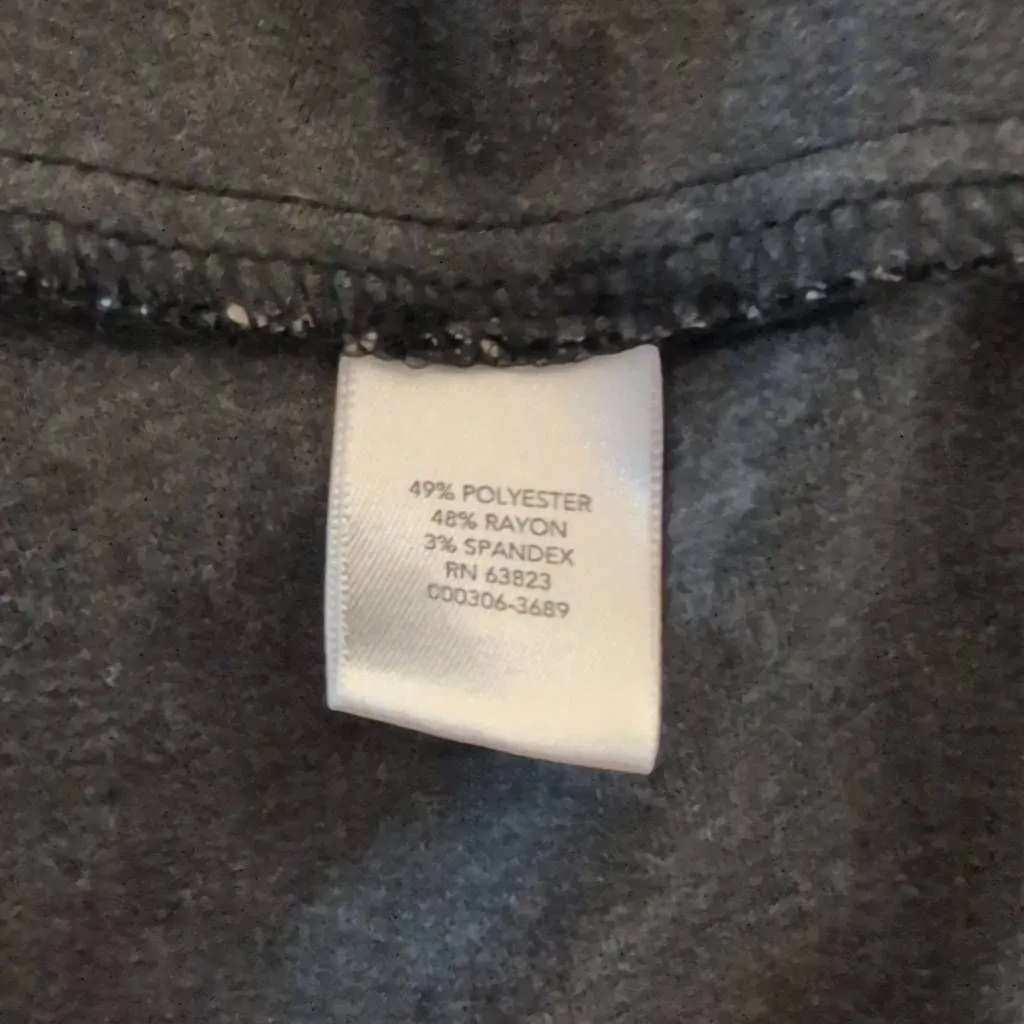 49% POLYESTER
48% RAYON
3% SPANDEX
RN 63823
000306-3689